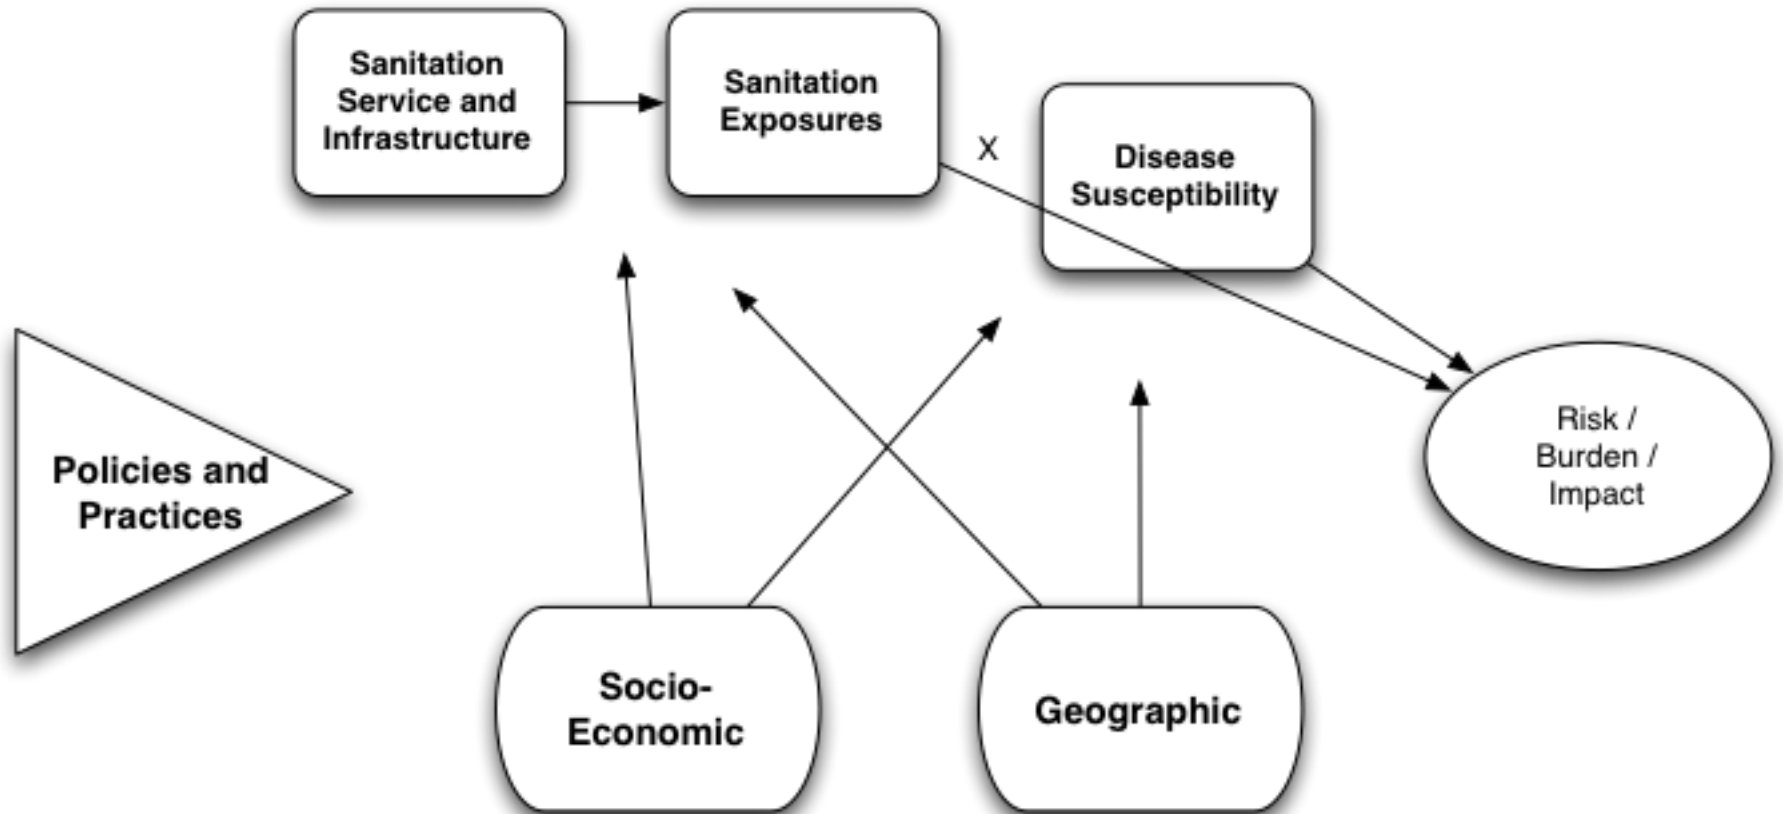 Sanitation
Service and
Infrastructure
Sanitation
Exposures
X
Disease
Susceptibility
Policies and
Practices
Risk /
Burden /
Impact
Socio-
Economic
Geographic